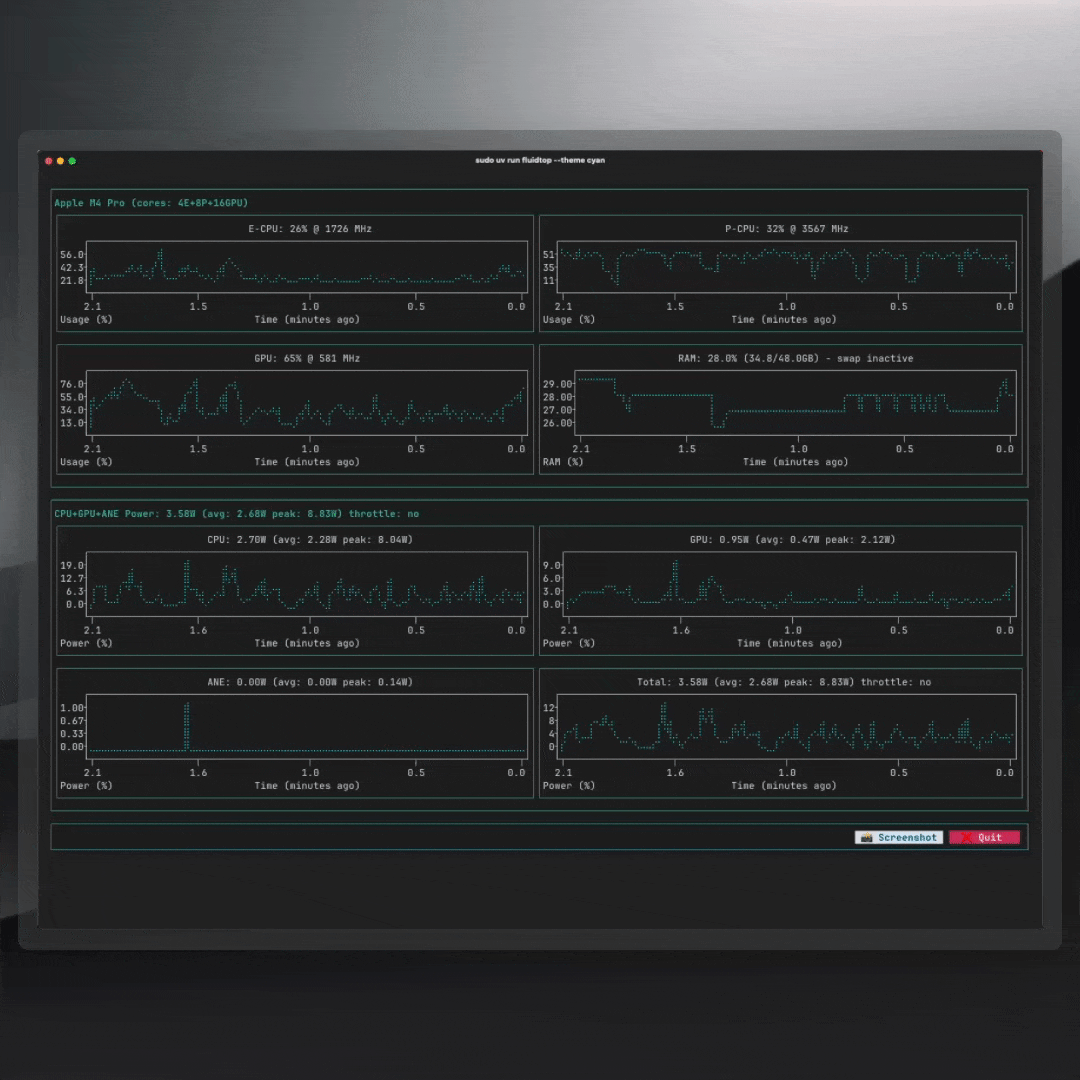 sudo uv run fluidtop --theme cyan
Apple M4 Pro (cores: 4E+8P+16GPU)
E-CPU: 26% @ 1726 MHz
56.0
42.3
21.8
2.1 1.5 1.0 0.5 0.0
Usage (%) Time (minutes ago)
P-CPU: 32% @ 3567 MHz
51
35
11
2.1 1.5 1.0 0.5 0.0
Usage (%) Time (minutes ago)
GPU: 65% @ 581 MHz
76.0
55.0
34.0
13.0
2.1 1.5 1.0 0.5 0.0
Usage (%) Time (minutes ago)
RAM: 28.0% (34.8/48.0GB) - swap inactive
29.00
28.00
27.00
26.00
2.1 1.5 1.0 0.5 0.0
RAM (%) Time (minutes ago)
CPU+GPU+ANE Power: 3.58W (avg: 2.68W peak: 8.83W) throttle: no
CPU: 2.70W (avg: 2.28W peak: 8.04W)
19.0
12.7
6.3
0.0
2.1 1.6 1.0 0.5 0.0
Power (%) Time (minutes ago)
GPU: 0.95W (avg: 0.47W peak: 2.12W)
9.0
6.0
3.0
0.0
2.1 1.6 1.0 0.5 0.0
Power (%) Time (minutes ago)
ANE: 0.00W (avg: 0.00W peak: 0.14W)
1.00
0.67
0.33
0.00
2.1 1.6 1.0 0.5 0.0
Power (%) Time (minutes ago)
Total: 3.58W (avg: 2.68W peak: 8.83W) throttle: no
12
8
4
0
2.1 1.6 1.0 0.5 0.0
Power (%) Time (minutes ago)
📸 Screenshot ❌ Quit